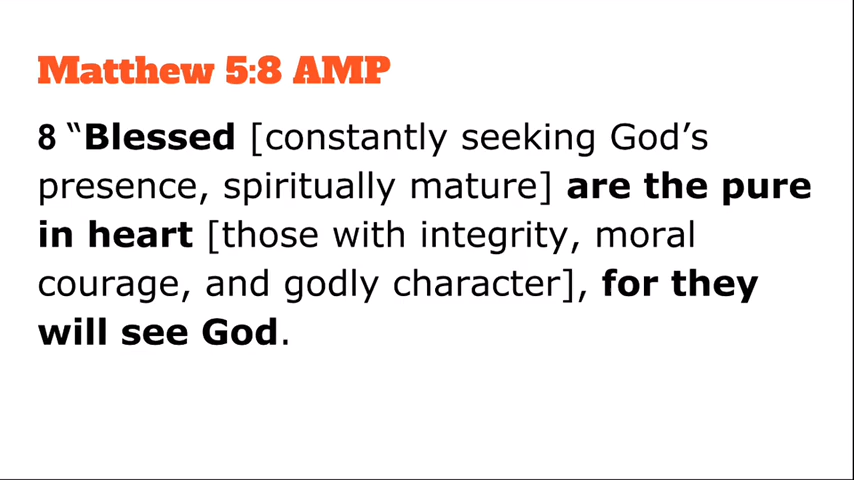 Matthew 5:8 AMP
8 “Blessed [constantly seeking God’s
presence, spiritually mature] are the pure
in heart [those with integrity, moral
courage, and godly character], for they
will see God.